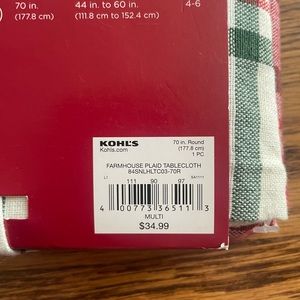 70 in. 44 in. to 60 in. 4-6
(177.8 cm) (111.8 cm to 152.4 cm)
KOHL'S 70 in. Round
Kohls.com (177.8 cm)
1 PC
FARMHOUSE PLAID TABLECLOTH
84SNLHLTC03-70R
L1 111 90 97 SA1111
4 00773 36511 3
MULTI
$34.99